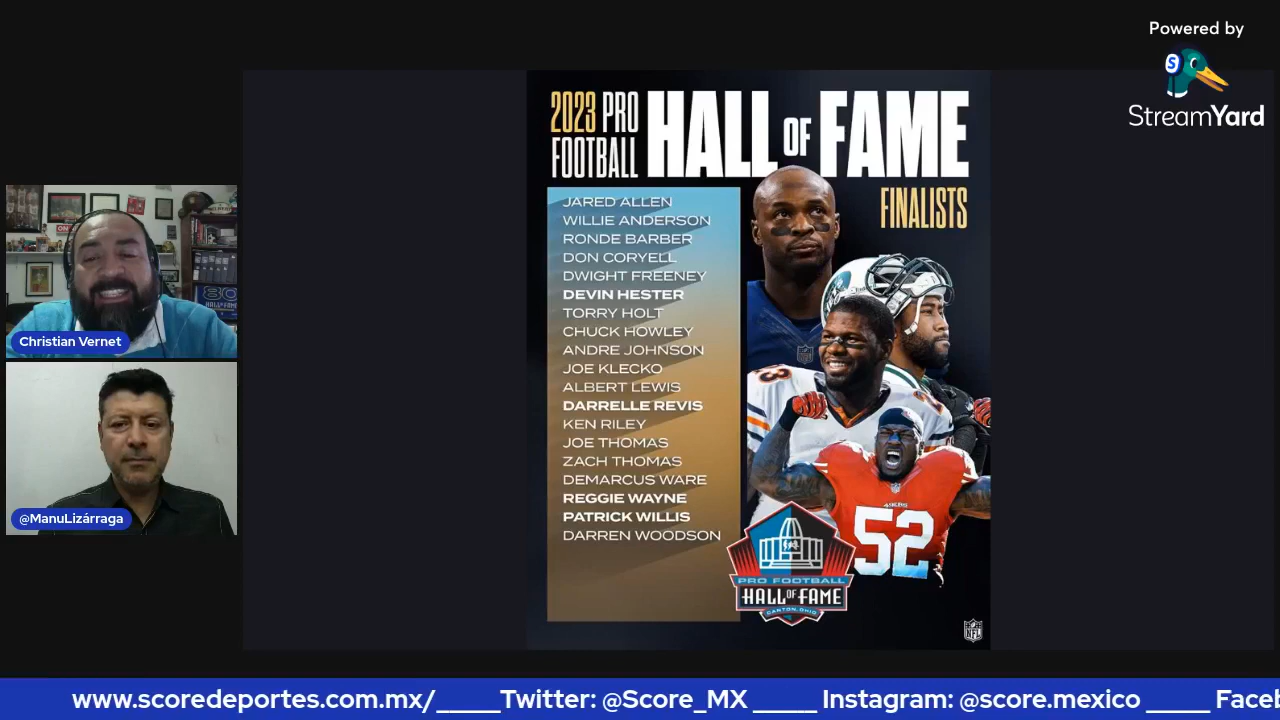 Powered by
StreamYard
2023 PRO
FOOTBALL
HALL OF FAME
FINALISTS
JARED ALLEN
WILLIE ANDERSON
RONDE BARBER
DON CORYELL
DWIGHT FREENEY
DEVIN HESTER
TORRY HOLT
CHUCK HOWLEY
ANDRE JOHNSON
JOE KLECKO
ALBERT LEWIS
DARRELLE REVIS
KEN RILEY
JOE THOMAS
ZACH THOMAS
DEMARCUS WARE
REGGIE WAYNE
PATRICK WILLIS
DARREN WOODSON
52
PRO FOOTBALL
HALL OF FAME
CANTON, OHIO
NFL
Christian Vernet
@ManuLizárraga
www.scoredeportes.com.mx/_____Twitter: @Score_MX _____ Instagram: @score.mexico _____ Faceb